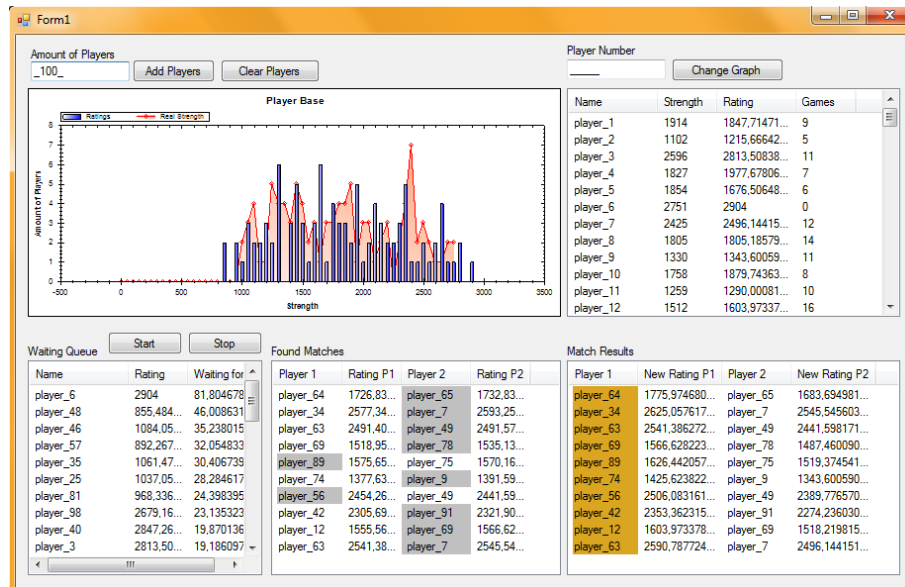 Form1
Amount of Players
_100_ Add Players Clear Players
Player Number
_____ Change Graph
Player Base
Ratings Real Strength
Amount of Players
8
7
6
5
4
3
2
1
0
-500 0 500 1000 1500 2000 2500 3000 3500
Strength
Name Strength Rating Games
player_1 1914 1847,71471... 9
player_2 1102 1215,66642... 5
player_3 2596 2813,50838... 11
player_4 1827 1977,67806... 7
player_5 1854 1676,50648... 6
player_6 2751 2904 0
player_7 2425 2496,14415... 12
player_8 1805 1805,18579... 14
player_9 1330 1343,60059... 11
player_10 1758 1879,74363... 8
player_11 1259 1290,00081... 10
player_12 1512 1603,97337... 16
Waiting Queue Start Stop
Name Rating Waiting for
player_6 2904 81,804678
player_48 855,484... 46,008631
player_46 1084,05... 35,238015
player_57 892,267... 32,054833
player_35 1061,47... 30,406739
player_25 1037,05... 28,284617
player_81 968,336... 24,398395
player_98 2679,16... 23,135323
player_40 2847,26... 19,870136
player_3 2813,50... 19,186097
Found Matches
Player 1 Rating P1 Player 2 Rating P2
player_64 1726,83... player_65 1732,83...
player_34 2577,34... player_7 2593,25...
player_63 2491,40... player_49 2491,57...
player_69 1518,95... player_78 1535,13...
player_89 1575,65... player_75 1570,16...
player_74 1377,63... player_9 1391,59...
player_56 2454,26... player_49 2441,59...
player_42 2305,69... player_91 2321,90...
player_12 1555,56... player_69 1566,62...
player_63 2541,38... player_7 2545,54...
Match Results
Player 1 New Rating P1 Player 2 New Rating P2
player_64 1775,974680... player_65 1683,694981...
player_34 2625,057617... player_7 2545,545603...
player_63 2541,386272... player_49 2441,598171...
player_69 1566,628223... player_78 1487,460090...
player_89 1626,442057... player_75 1519,374541...
player_74 1425,623822... player_9 1343,600590...
player_56 2506,083161... player_49 2389,776570...
player_42 2353,362315... player_91 2274,236030...
player_12 1603,973378... player_69 1518,219815...
player_63 2590,787724... player_7 2496,144151...